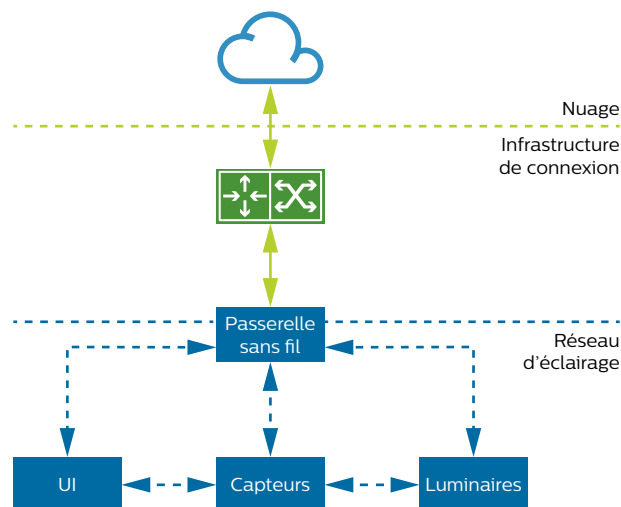 Nuage
Infrastructure
de connexion
Passerelle
sans fil
Réseau
d'éclairage
UI
Capteurs
Luminaires